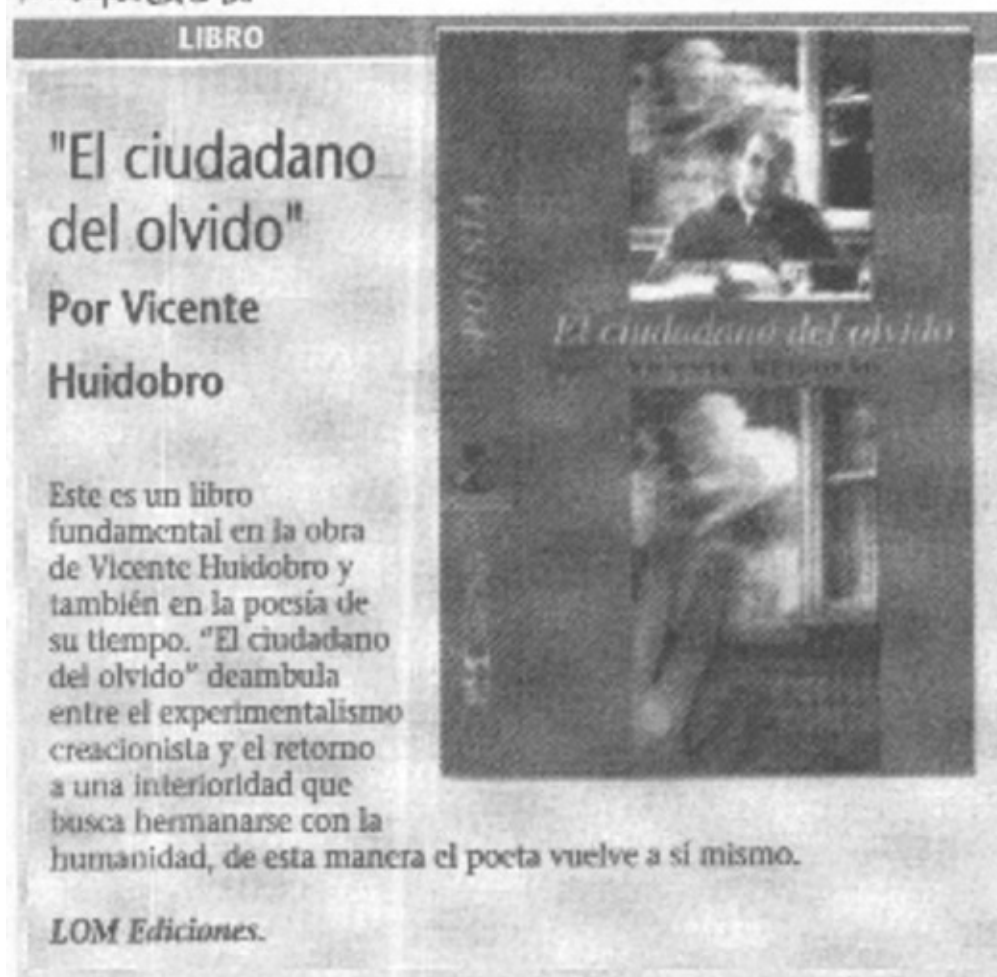 LIBRO
"El ciudadano
del olvido"
Por Vicente
Huidobro
Este es un libro
fundamental en la obra
de Vicente Huidobro y
también en la poesía de
su tiempo. "El ciudadano
del olvido" deambula
entre el experimentalismo
creacionista y el retorno
a una interioridad que
busca hermanarse con la
humanidad, de esta manera el poeta vuelve a sí mismo.
LOM Ediciones.
POESIA
El ciudadano del olvido
VICENTE HUIDOBRO